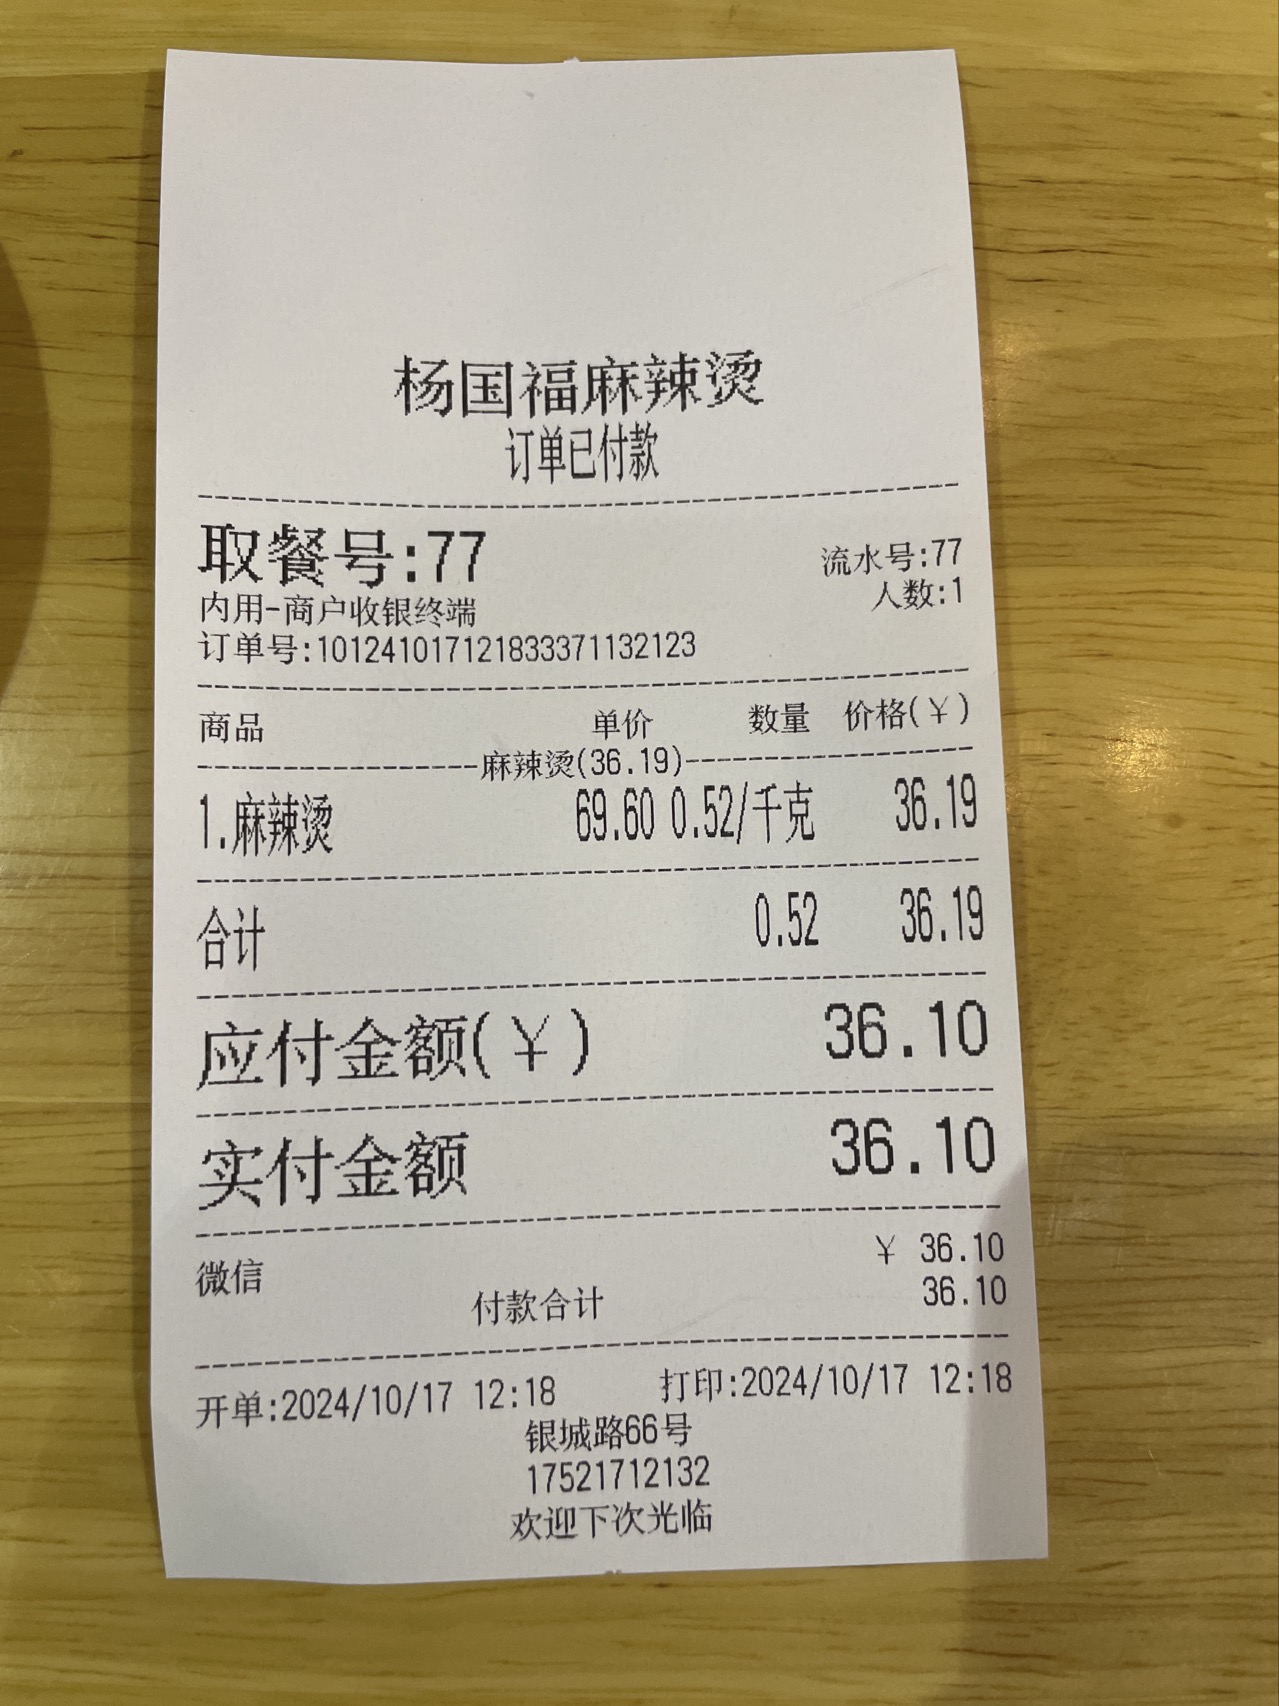 杨国福麻辣烫
订单已付款
取餐号:77
流水号:77
内用-商户收银终端
人数:1
订单号:101241017121833371132123
商品 单价 数量 价格(￥)
麻辣烫(36.19)
1.麻辣烫 69.60 0.52/千克 36.19
合计 0.52 36.19
应付金额(￥) 36.10
实付金额 36.10
微信 ￥ 36.10
付款合计 36.10
开单:2024/10/17 12:18 打印:2024/10/17 12:18
银城路66号
17521712132
欢迎下次光临